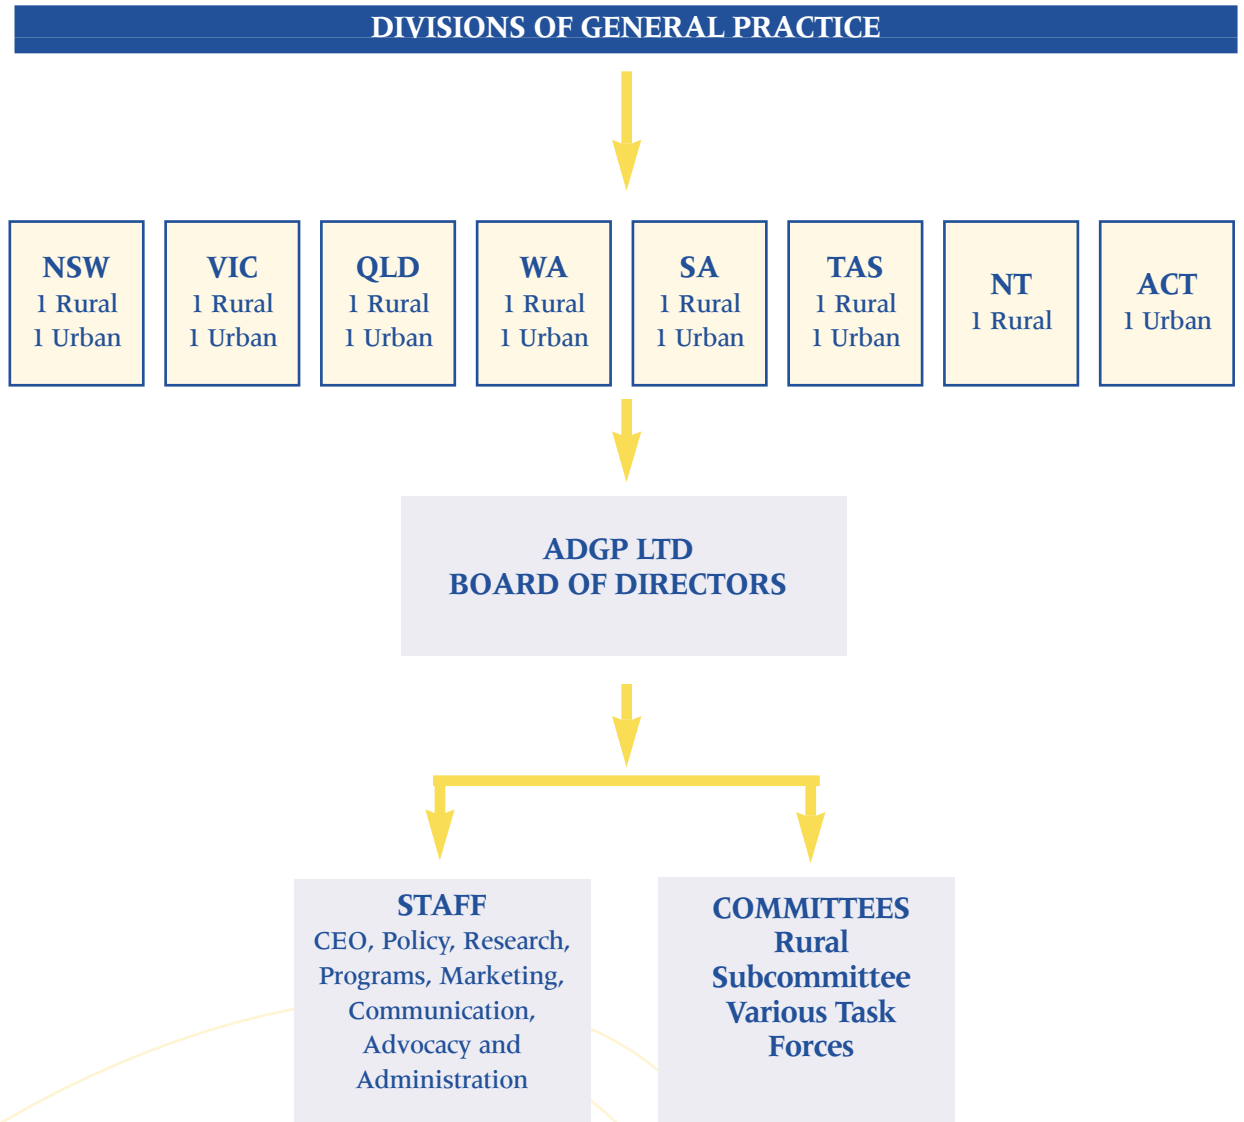 DIVISIONS OF GENERAL PRACTICE
NSW
1 Rural
1 Urban
VIC
1 Rural
1 Urban
QLD
1 Rural
1 Urban
WA
1 Rural
1 Urban
SA
1 Rural
1 Urban
TAS
1 Rural
1 Urban
NT
1 Rural
ACT
1 Urban
ADGP LTD
BOARD OF DIRECTORS
STAFF
CEO, Policy, Research,
Programs, Marketing,
Communication,
Advocacy and
Administration
COMMITTEES
Rural
Subcommittee
Various Task
Forces